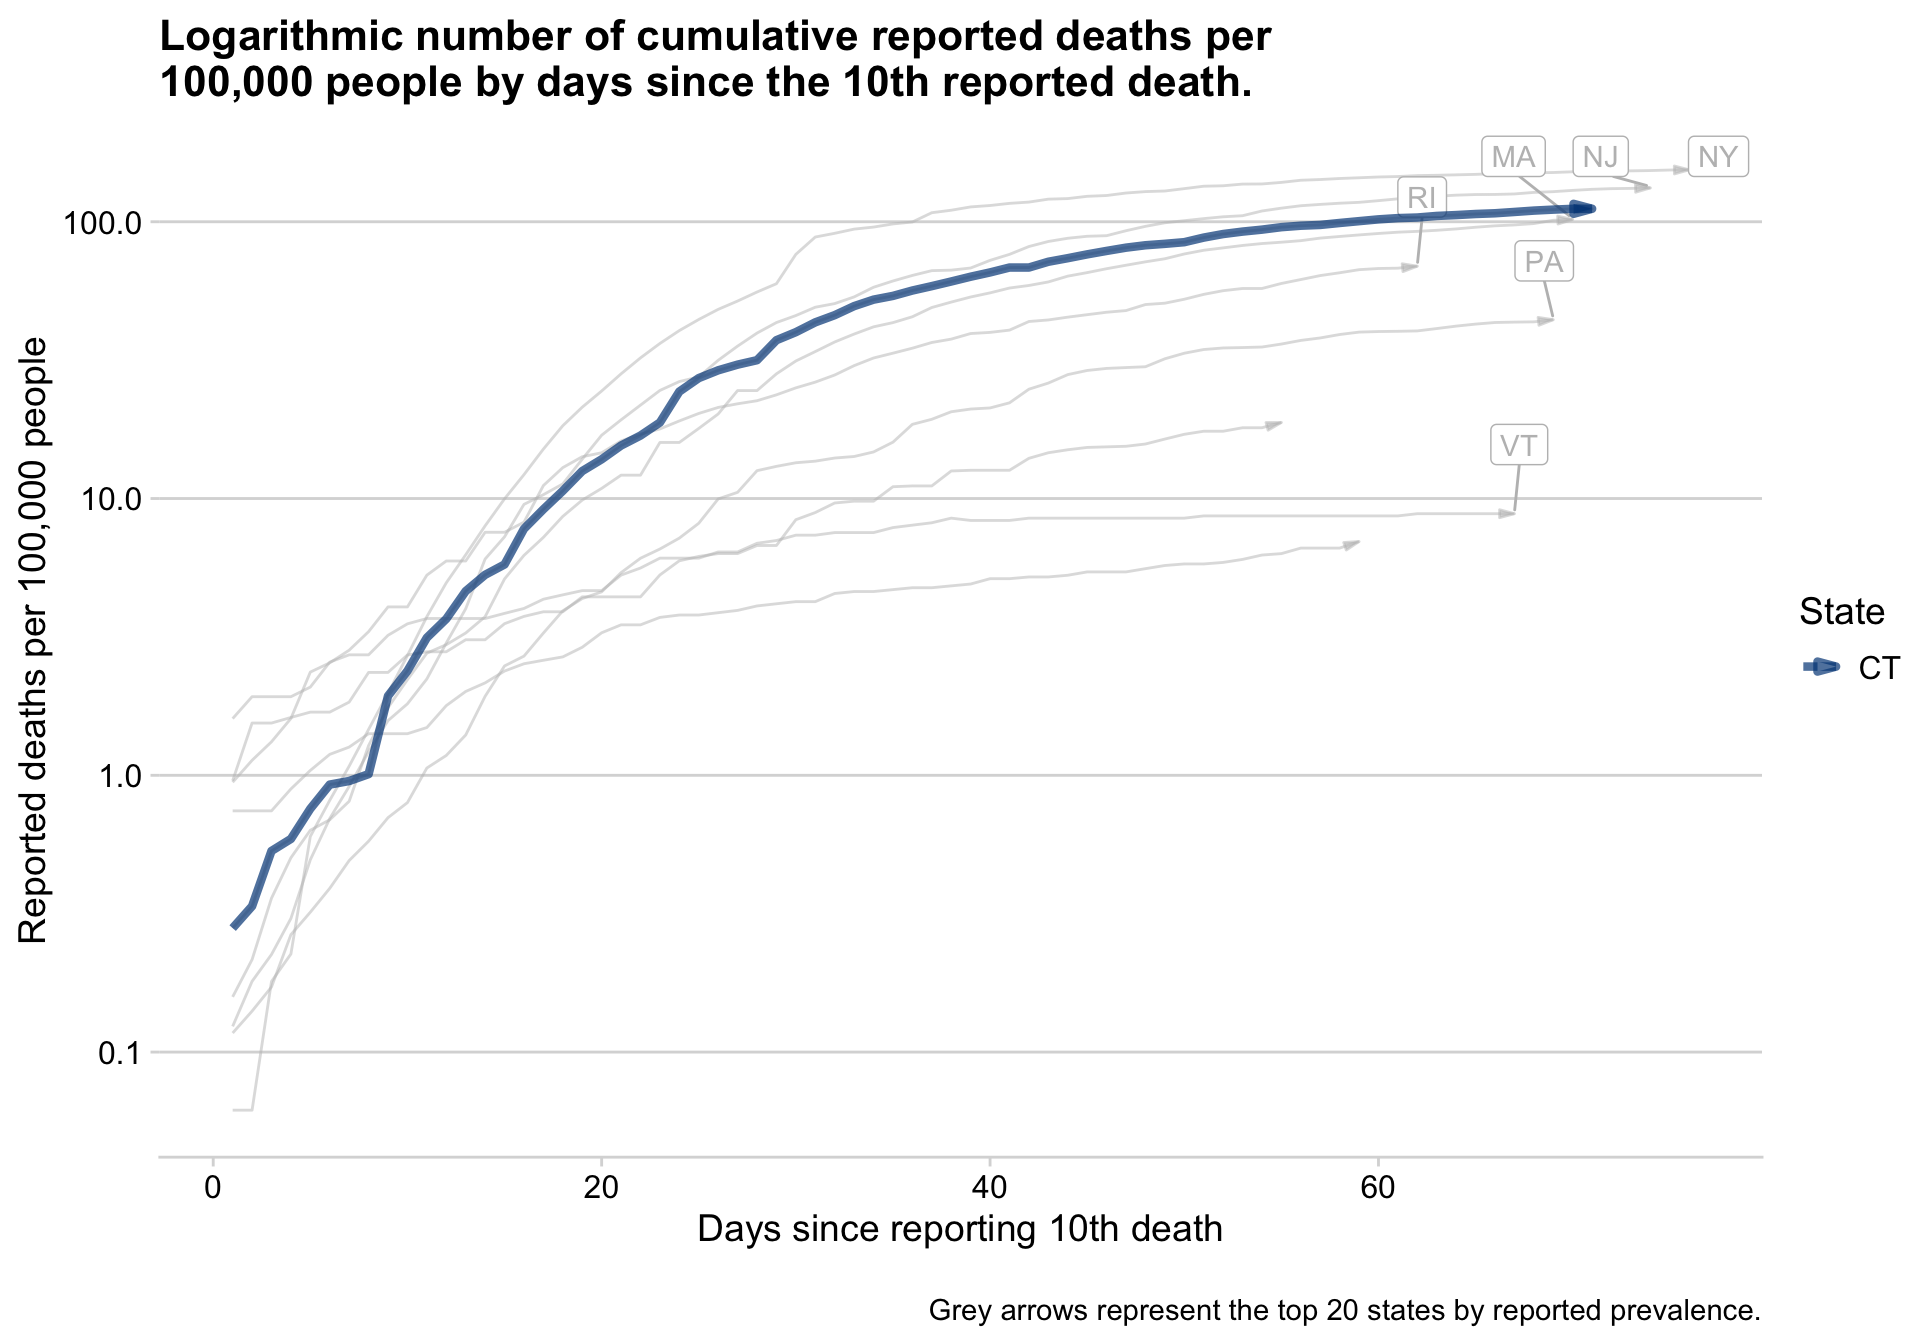 Logarithmic number of cumulative reported deaths per
100,000 people by days since the 10th reported death.
MA
NJ
NY
RI
PA
VT
100.0
10.0
1.0
0.1
Reported deaths per 100,000 people
0
20
40
60
Days since reporting 10th death
State
CT
Grey arrows represent the top 20 states by reported prevalence.